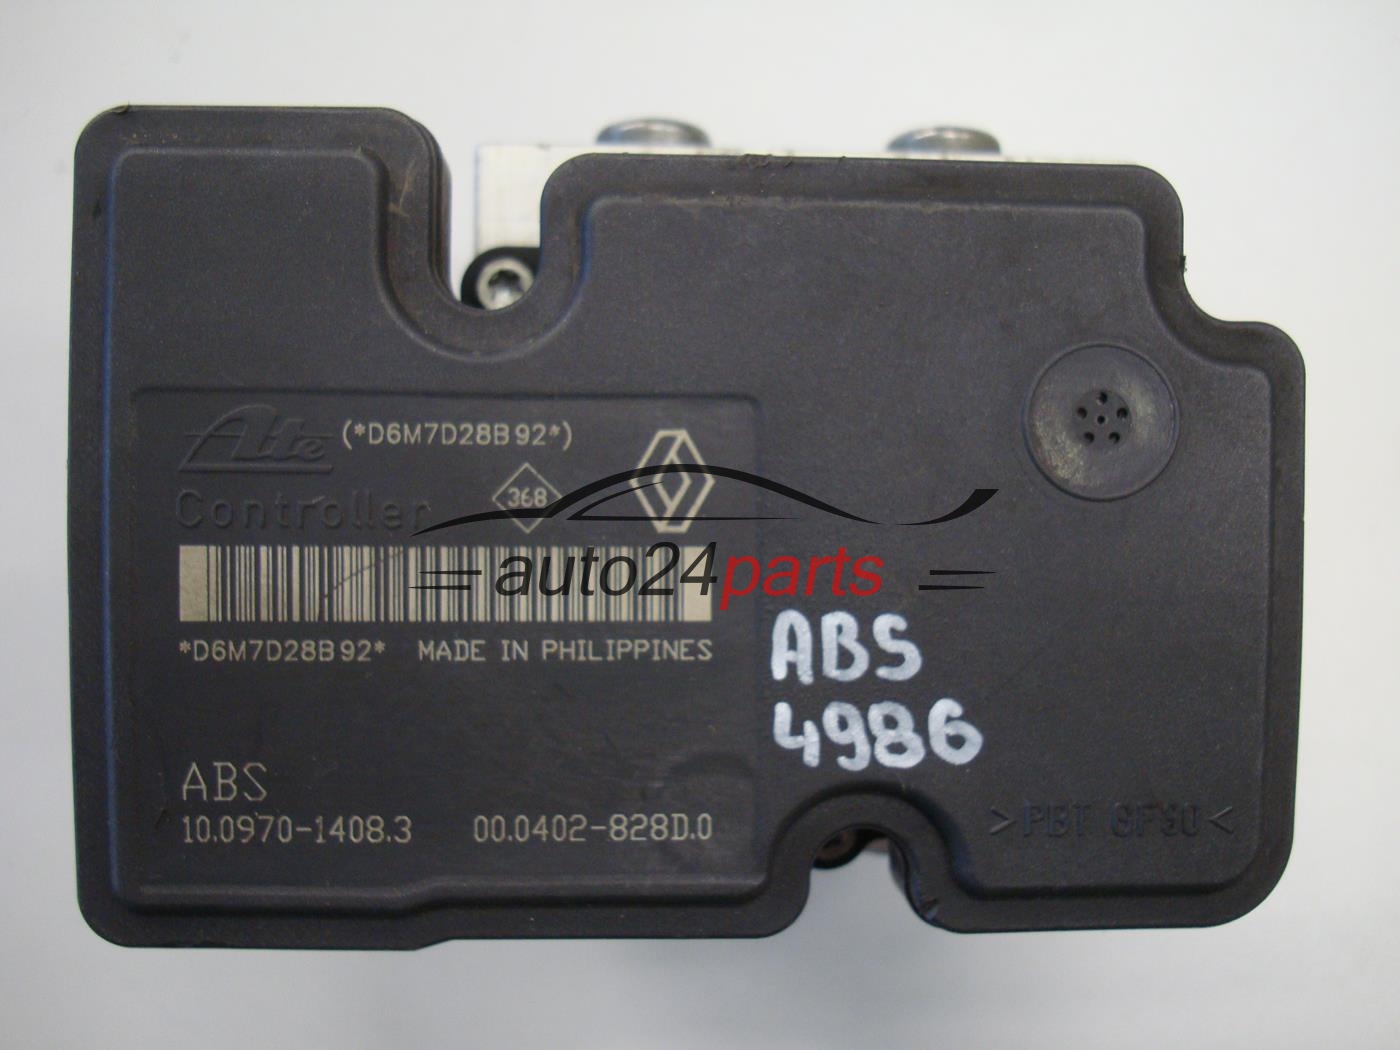 Ate (*D6M7D28B92*)
Controller
368
auto24parts
*D6M7D28B92* MADE IN PHILIPPINES
ABS
4986
ABS
10.0970-1408.3 00.0402-828D.0
>PBT GF30<